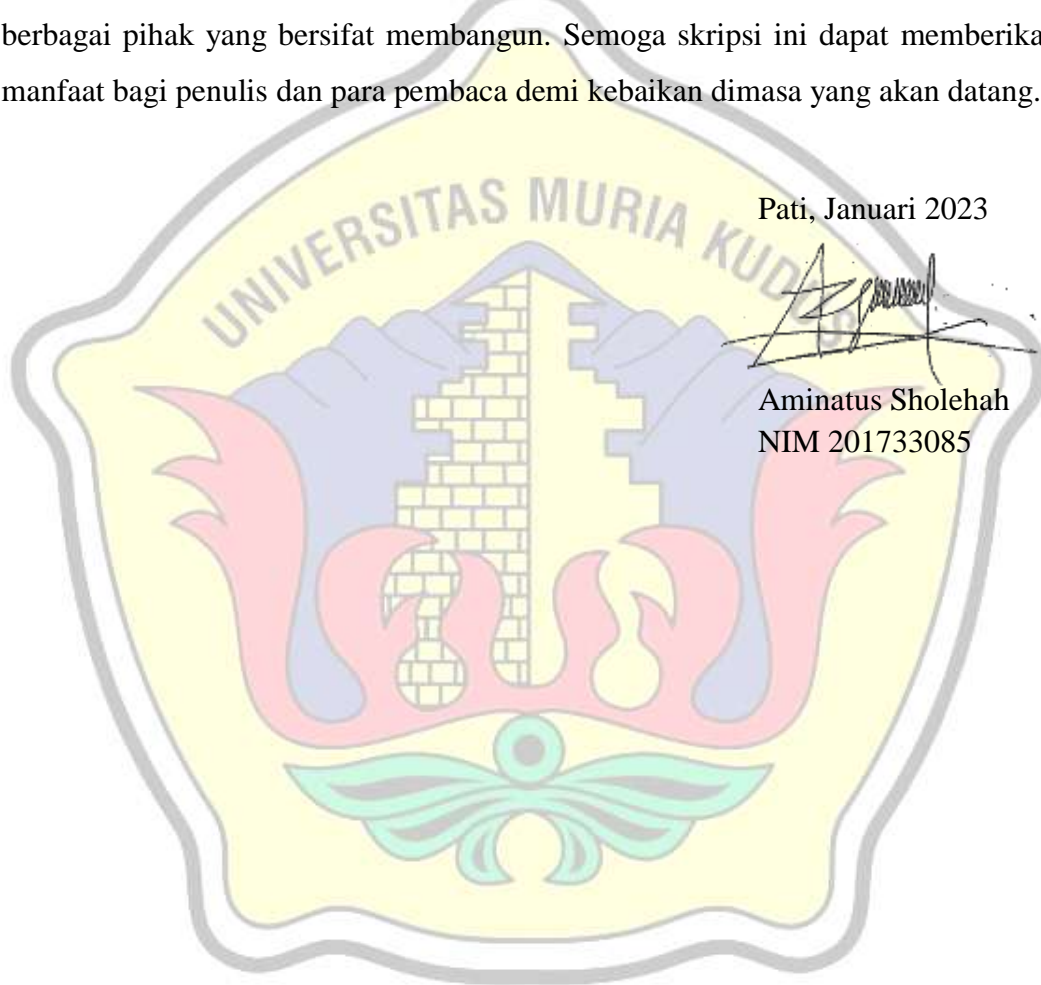 berbagai pihak yang bersifat membangun. Semoga skripsi ini dapat memberika
manfaat bagi penulis dan para pembaca demi kebaikan dimasa yang akan datang.
UNIVERSITAS MURIA KUDUS
Pati, Januari 2023
Aminatus Sholehah
NIM 201733085